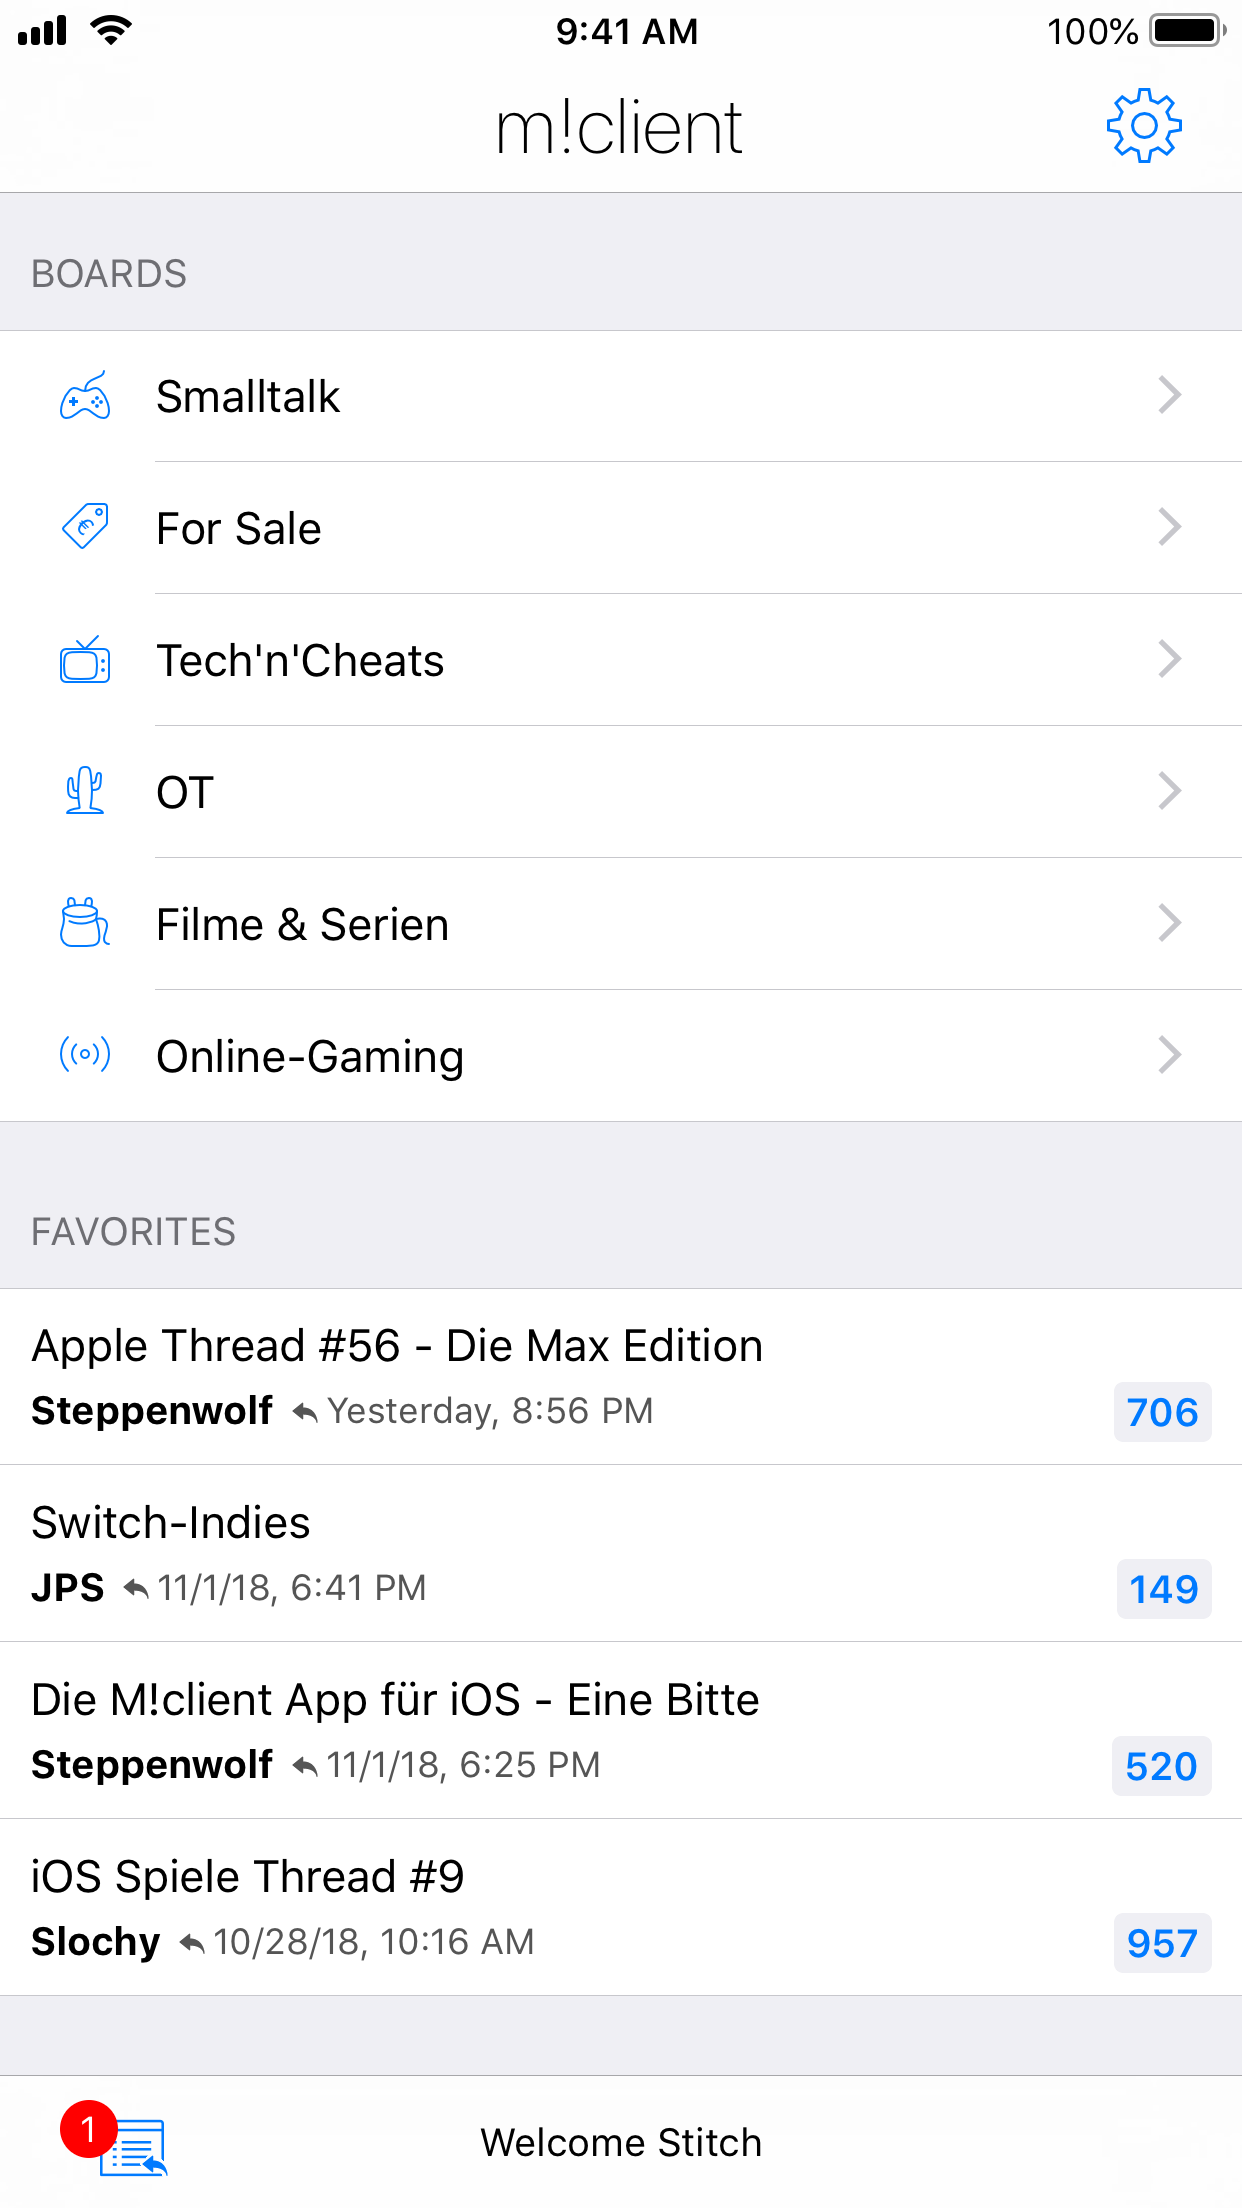 9:41 AM
100%
m!client
BOARDS
Smalltalk
For Sale
Tech'n'Cheats
OT
Filme & Serien
Online-Gaming
FAVORITES
Apple Thread #56 - Die Max Edition
Steppenwolf Yesterday, 8:56 PM
706
Switch-Indies
JPS 11/1/18, 6:41 PM
149
Die M!client App für iOS - Eine Bitte
Steppenwolf 11/1/18, 6:25 PM
520
iOS Spiele Thread #9
Slochy 10/28/18, 10:16 AM
957
1
Welcome Stitch